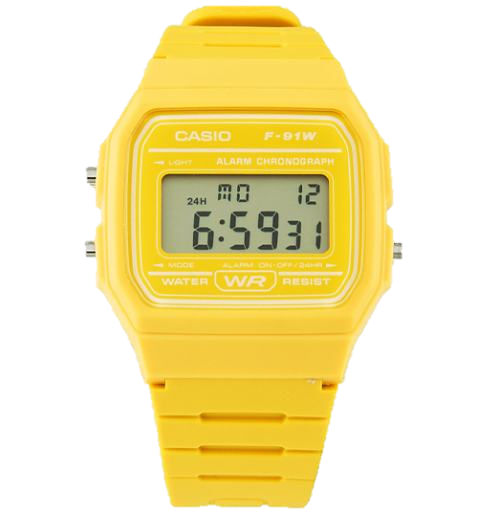 CASIO F-91W
LIGHT ALARM CHRONOGRAPH
24H MO 12
6:59 31
MODE ALARM ON·OFF/24HR
WATER WR RESIST